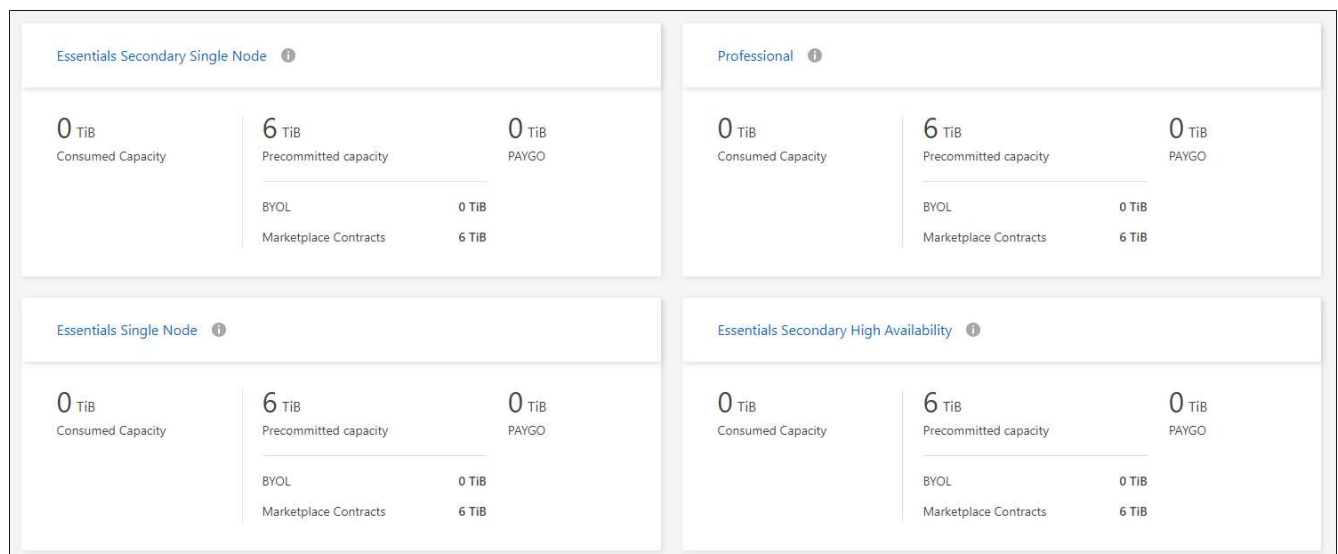 Essentials Secondary Single Node
0 TiB
Consumed Capacity
6 TiB
Precommitted capacity
0 TiB
PAYGO
BYOL 0 TiB
Marketplace Contracts 6 TiB
Professional
0 TiB
Consumed Capacity
6 TiB
Precommitted capacity
0 TiB
PAYGO
BYOL 0 TiB
Marketplace Contracts 6 TiB
Essentials Single Node
0 TiB
Consumed Capacity
6 TiB
Precommitted capacity
0 TiB
PAYGO
BYOL 0 TiB
Marketplace Contracts 6 TiB
Essentials Secondary High Availability
0 TiB
Consumed Capacity
6 TiB
Precommitted capacity
0 TiB
PAYGO
BYOL 0 TiB
Marketplace Contracts 6 TiB